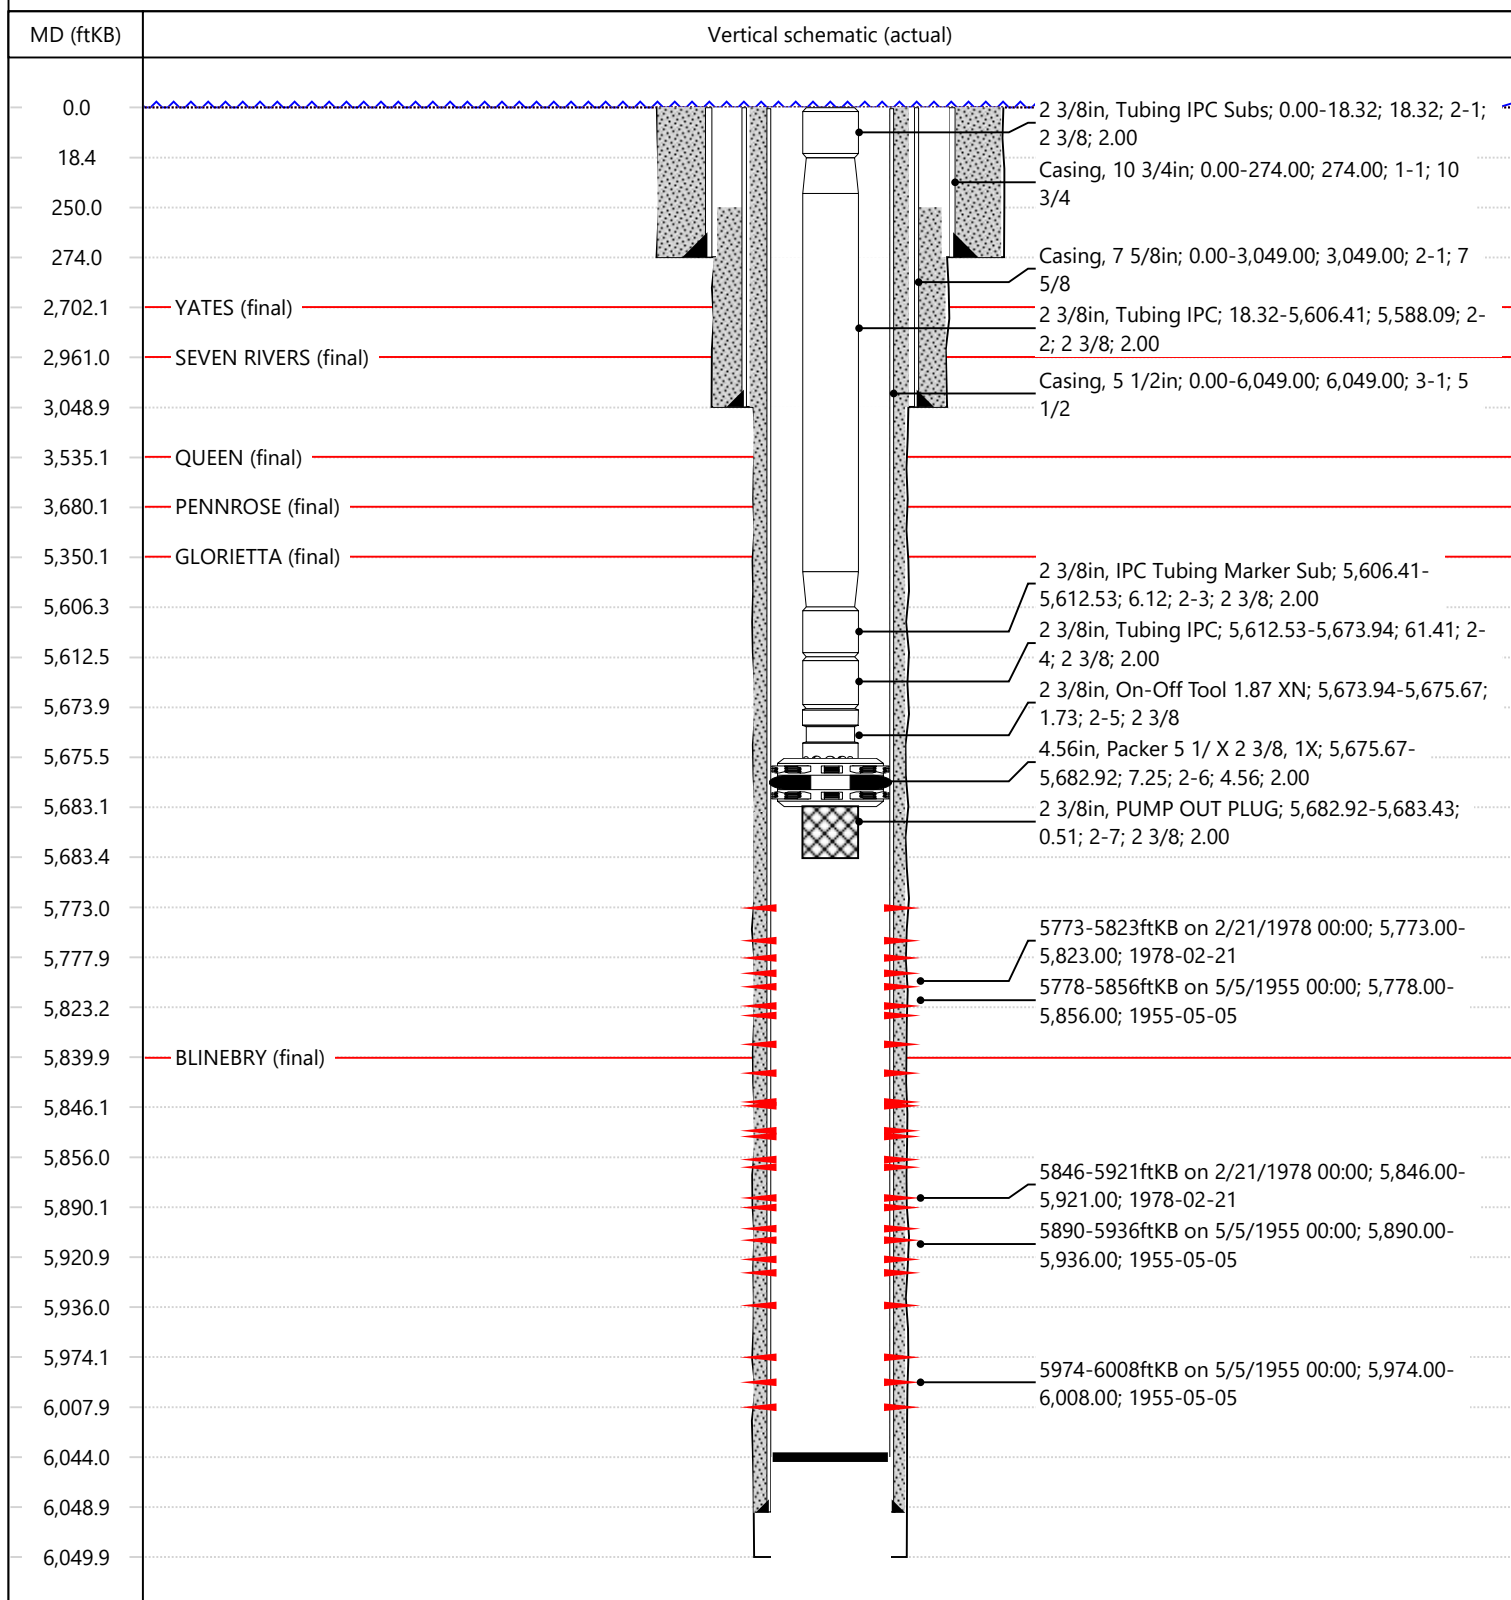 MD (ftKB)
Vertical schematic (actual)
0.0
18.4
250.0
274.0
2,702.1
2,961.0
3,048.9
3,535.1
3,680.1
5,350.1
5,606.3
5,612.5
5,673.9
5,675.5
5,683.1
5,683.4
5,773.0
5,777.9
5,823.2
5,839.9
5,846.1
5,856.0
5,890.1
5,920.9
5,936.0
5,974.1
6,007.9
6,044.0
6,048.9
6,049.9
YATES (final)
SEVEN RIVERS (final)
QUEEN (final)
PENNROSE (final)
GLORIETTA (final)
BLINEBRY (final)
2 3/8in, Tubing IPC Subs; 0.00-18.32; 18.32; 2-1;
2 3/8; 2.00
Casing, 10 3/4in; 0.00-274.00; 274.00; 1-1; 10
3/4
Casing, 7 5/8in; 0.00-3,049.00; 3,049.00; 2-1; 7
5/8
2 3/8in, Tubing IPC; 18.32-5,606.41; 5,588.09; 2-
2; 2 3/8; 2.00
Casing, 5 1/2in; 0.00-6,049.00; 6,049.00; 3-1; 5
1/2
2 3/8in, IPC Tubing Marker Sub; 5,606.41-
5,612.53; 6.12; 2-3; 2 3/8; 2.00
2 3/8in, Tubing IPC; 5,612.53-5,673.94; 61.41; 2-
4; 2 3/8; 2.00
2 3/8in, On-Off Tool 1.87 XN; 5,673.94-5,675.67;
1.73; 2-5; 2 3/8
4.56in, Packer 5 1/ X 2 3/8, 1X; 5,675.67-
5,682.92; 7.25; 2-6; 4.56; 2.00
2 3/8in, PUMP OUT PLUG; 5,682.92-5,683.43;
0.51; 2-7; 2 3/8; 2.00
5773-5823ftKB on 2/21/1978 00:00; 5,773.00-
5,823.00; 1978-02-21
5778-5856ftKB on 5/5/1955 00:00; 5,778.00-
5,856.00; 1955-05-05
5846-5921ftKB on 2/21/1978 00:00; 5,846.00-
5,921.00; 1978-02-21
5890-5936ftKB on 5/5/1955 00:00; 5,890.00-
5,936.00; 1955-05-05
5974-6008ftKB on 5/5/1955 00:00; 5,974.00-
6,008.00; 1955-05-05